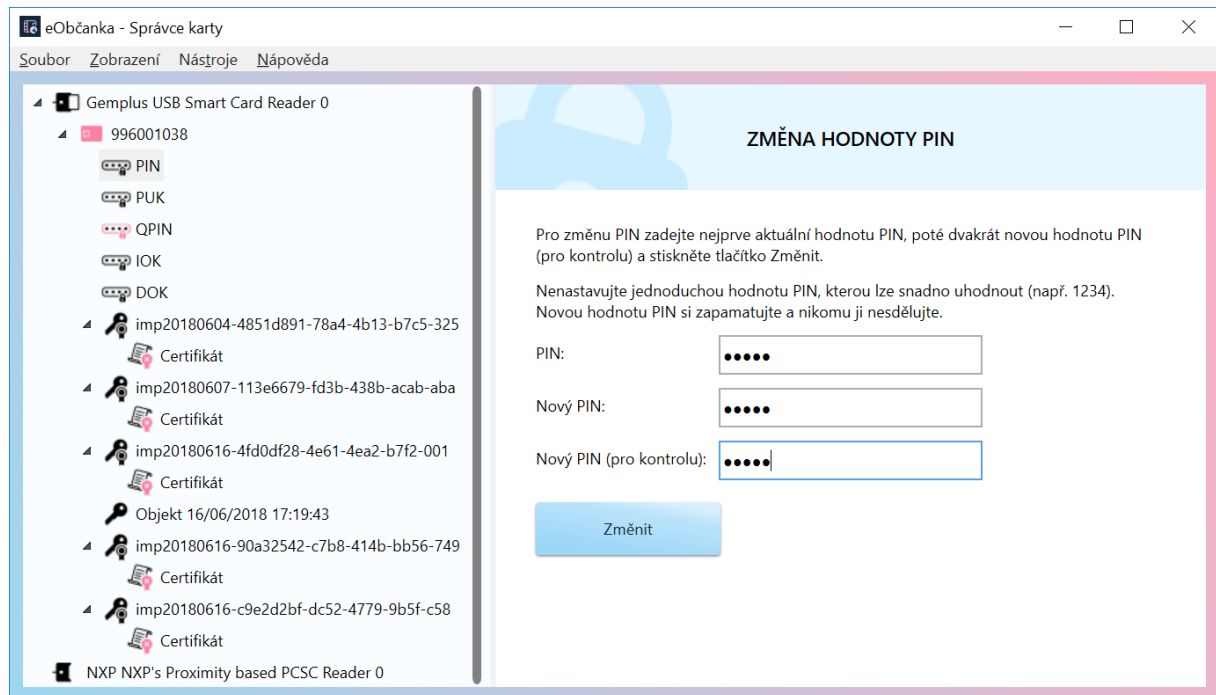 eObčanka - Správce karty
Soubor Zobrazení Nástroje Nápověda
Gemplus USB Smart Card Reader 0
996001038
PIN
PUK
QPIN
IOK
DOK
imp20180604-4851d891-78a4-4b13-b7c5-325
Certifikát
imp20180607-113e6679-fd3b-438b-acab-aba
Certifikát
imp20180616-4fd0df28-4e61-4ea2-b7f2-001
Certifikát
Objekt 16/06/2018 17:19:43
imp20180616-90a32542-c7b8-414b-bb56-749
Certifikát
imp20180616-c9e2d2bf-dc52-4779-9b5f-c58
Certifikát
NXP NXP's Proximity based PCSC Reader 0
ZMĚNA HODNOTY PIN
Pro změnu PIN zadejte nejprve aktuální hodnotu PIN, poté dvakrát novou hodnotu PIN
(pro kontrolu) a stiskněte tlačítko Změnit.
Nenastavujte jednoduchou hodnotu PIN, kterou lze snadno uhodnout (např. 1234).
Novou hodnotu PIN si zapamatujte a nikomu ji nesdělujte.
PIN: •••••
Nový PIN: •••••
Nový PIN (pro kontrolu): •••••
Změnit